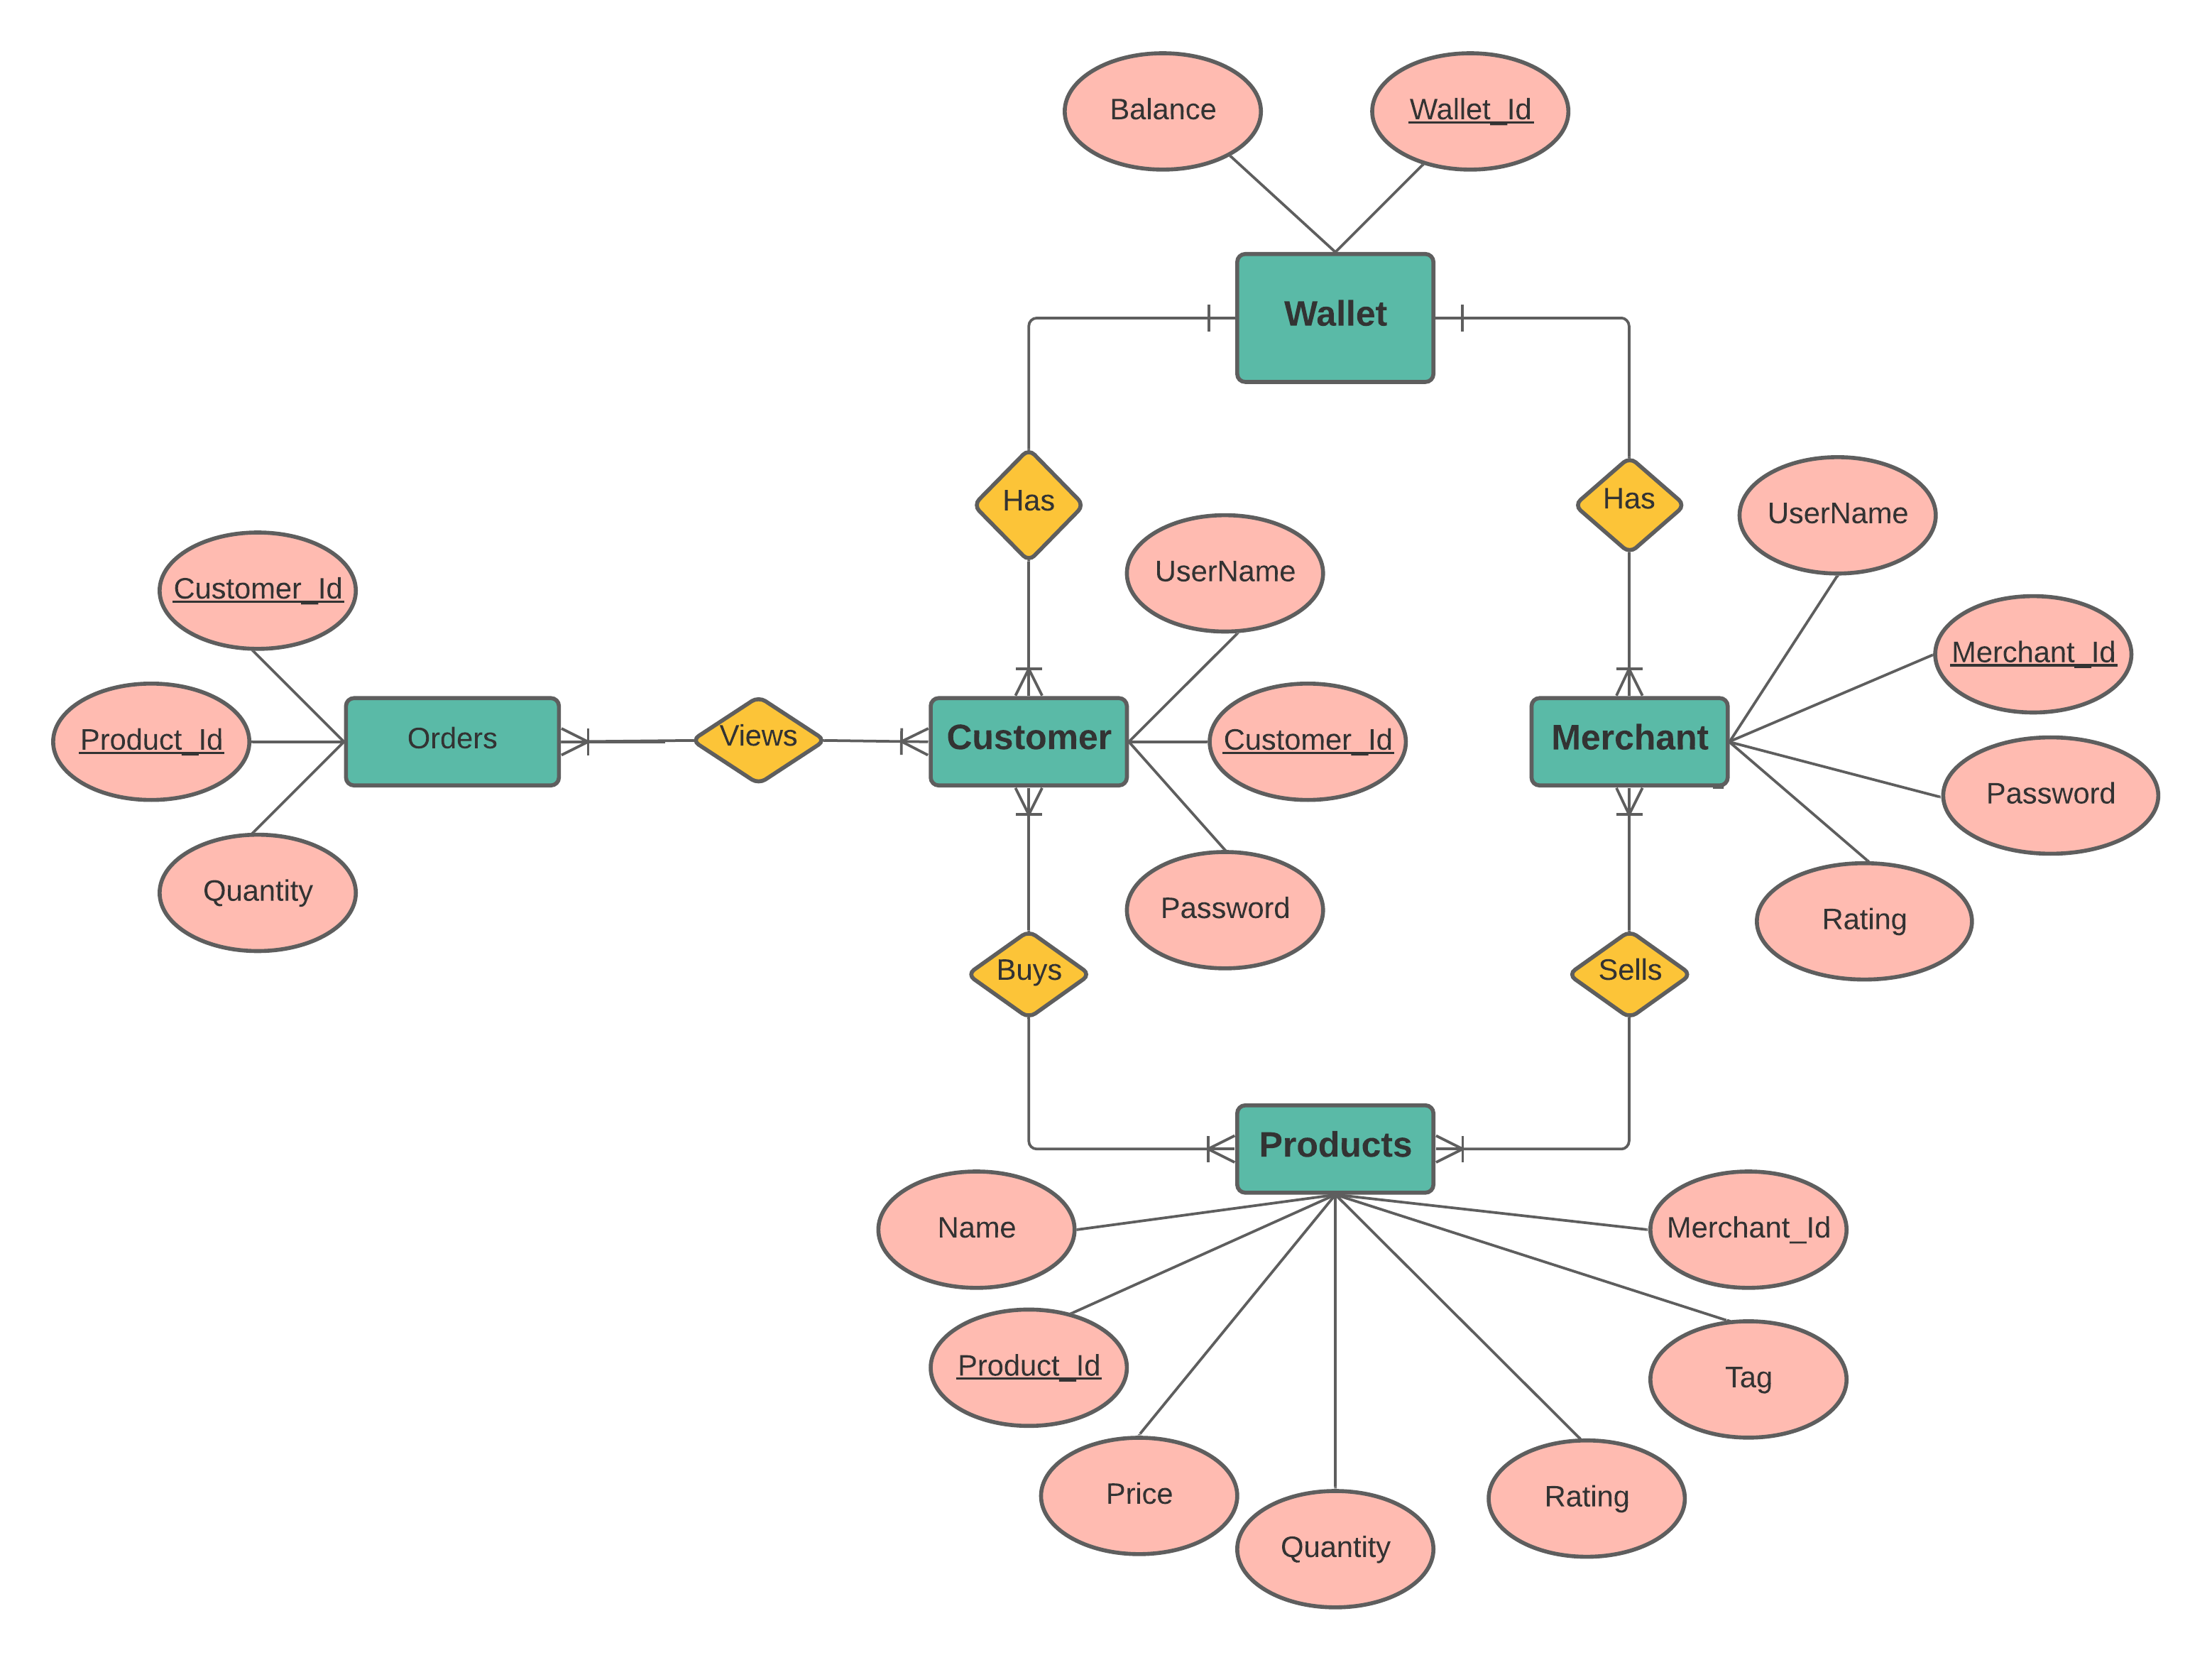 Balance
Wallet_Id
Wallet
Has
Has
UserName
UserName
Customer_Id
Merchant_Id
Product_Id
Orders
Views
Customer
Customer_Id
Merchant
Password
Quantity
Password
Rating
Buys
Sells
Products
Name
Merchant_Id
Product_Id
Tag
Price
Rating
Quantity